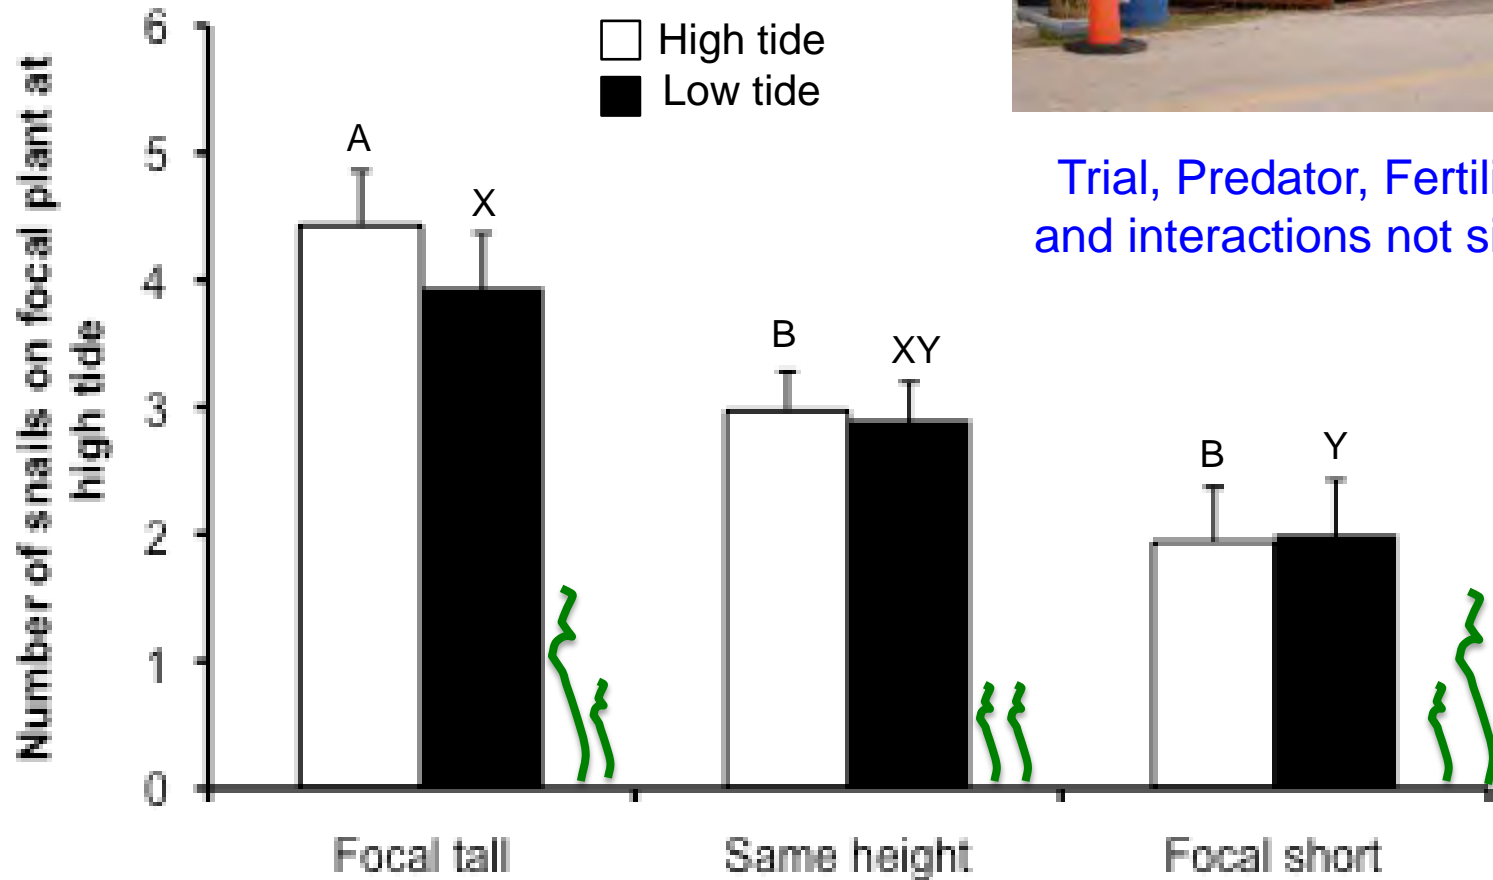 Number of snails on focal plant at
high tide
6
5
4
3
2
1
0
High tide
Low tide
Trial, Predator, Fertili
and interactions not si
A
X
B
XY
B
Y
Focal tall
Same height
Focal short